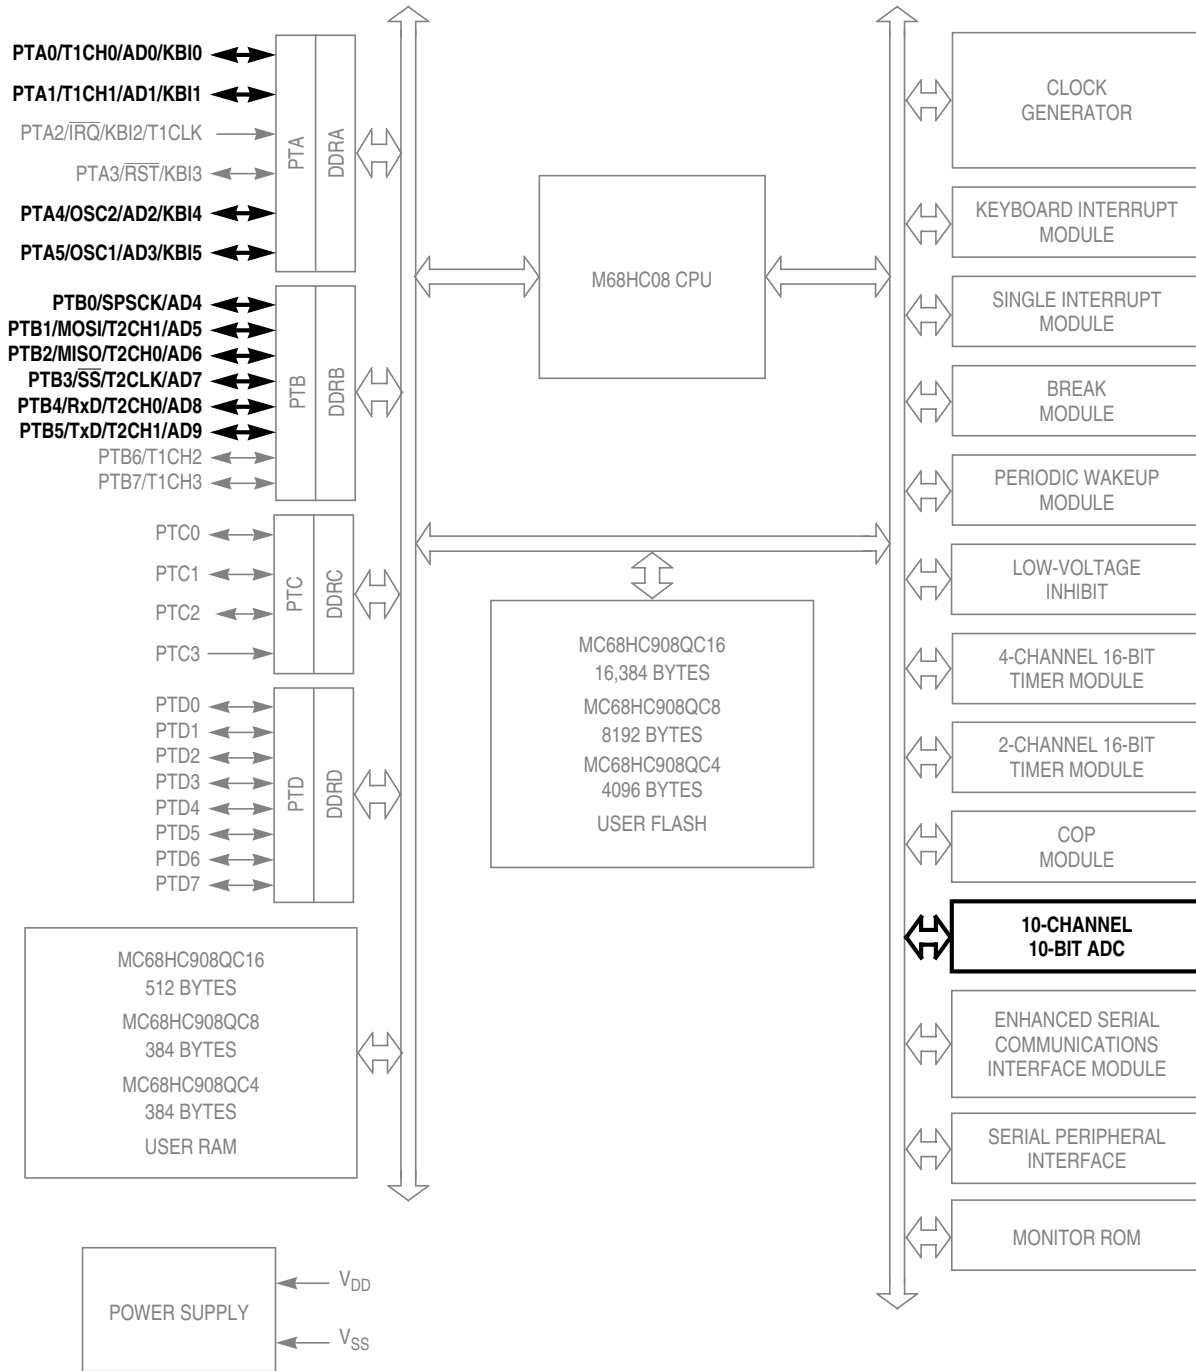 PTA0/T1CH0/AD0/KBI0
PTA1/T1CH1/AD1/KBI1
PTA2/IRQ/KBI2/T1CLK
PTA3/RST/KBI3
PTA4/OSC2/AD2/KBI4
PTA5/OSC1/AD3/KBI5
PTA
DDRA
PTB0/SPSCK/AD4
PTB1/MOSI/T2CH1/AD5
PTB2/MISO/T2CH0/AD6
PTB3/SS/T2CLK/AD7
PTB4/RxD/T2CH0/AD8
PTB5/TxD/T2CH1/AD9
PTB6/T1CH2
PTB7/T1CH3
PTB
DDRB
PTC0
PTC1
PTC2
PTC3
PTC
DDRC
PTD0
PTD1
PTD2
PTD3
PTD4
PTD5
PTD6
PTD7
PTD
DDRD
MC68HC908QC16
512 BYTES
MC68HC908QC8
384 BYTES
MC68HC908QC4
384 BYTES
USER RAM
POWER SUPPLY
VDD
VSS
M68HC08 CPU
MC68HC908QC16
16,384 BYTES
MC68HC908QC8
8192 BYTES
MC68HC908QC4
4096 BYTES
USER FLASH
CLOCK
GENERATOR
KEYBOARD INTERRUPT
MODULE
SINGLE INTERRUPT
MODULE
BREAK
MODULE
PERIODIC WAKEUP
MODULE
LOW-VOLTAGE
INHIBIT
4-CHANNEL 16-BIT
TIMER MODULE
2-CHANNEL 16-BIT
TIMER MODULE
COP
MODULE
10-CHANNEL
10-BIT ADC
ENHANCED SERIAL
COMMUNICATIONS
INTERFACE MODULE
SERIAL PERIPHERAL
INTERFACE
MONITOR ROM